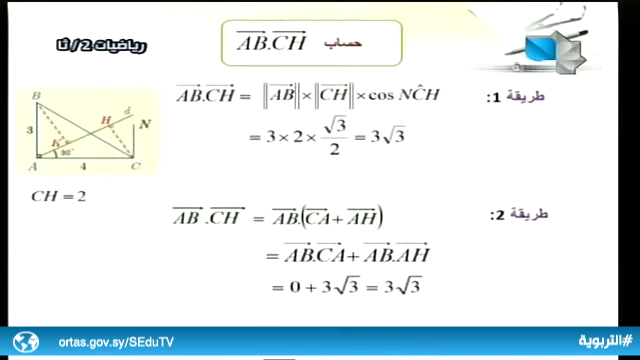 رياضيات 2 / ثا
حساب AB.CH
طريقة 1:
AB.CH = ||AB|| × ||CH|| × cos NĈH
= 3 × 2 × √3/2 = 3√3
B
d
H
N
3
K
30°
A
4
C
CH = 2
طريقة 2:
AB . CH = AB.(CA + AH)
= AB.CA + AB.AH
= 0 + 3√3 = 3√3
ortas.gov.sy/SEduTV
#التربوية